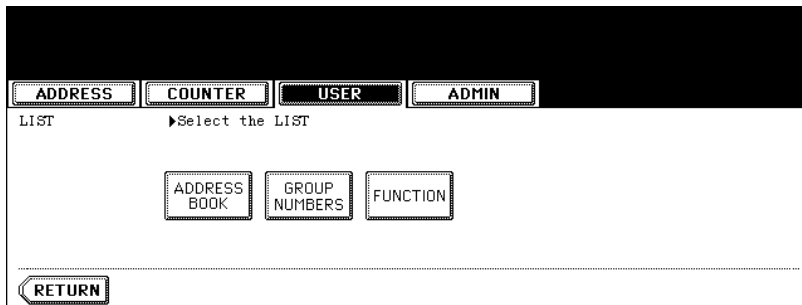 ADDRESS COUNTER USER ADMIN
LIST ▶Select the LIST
ADDRESS BOOK GROUP NUMBERS FUNCTION
RETURN